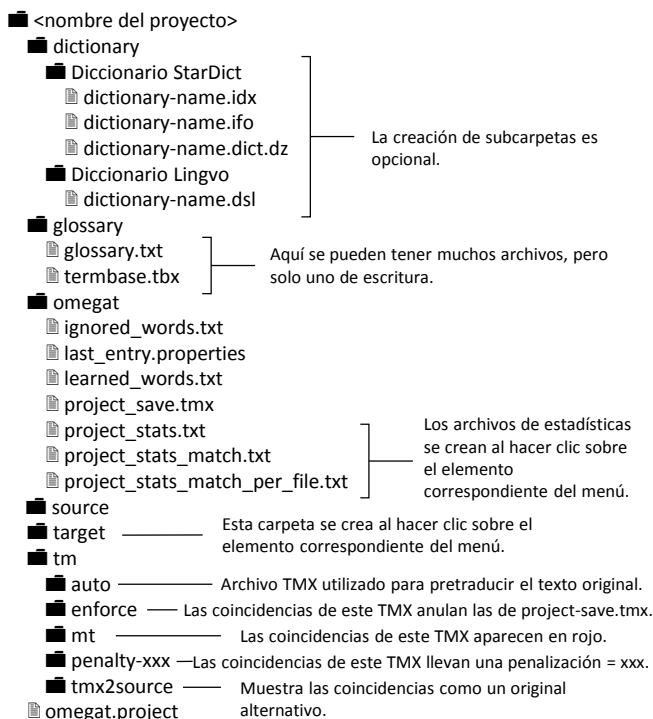 <nombre del proyecto>
dictionary
Diccionario StarDict
dictionary-name.idx
dictionary-name.ifo
dictionary-name.dict.dz
La creación de subcarpetas es
opcional.
Diccionario Lingvo
dictionary-name.dsl
glossary
glossary.txt
termbase.tbx
Aquí se pueden tener muchos archivos, pero
solo uno de escritura.
omegat
ignored_words.txt
last_entry.properties
learned_words.txt
project_save.tmx
project_stats.txt
project_stats_match.txt
project_stats_match_per_file.txt
Los archivos de estadísticas
se crean al hacer clic sobre
el elemento
correspondiente del menú.
source
target
Esta carpeta se crea al hacer clic sobre el
elemento correspondiente del menú.
tm
auto
Archivo TMX utilizado para pretraducir el texto original.
enforce
Las coincidencias de este TMX anulan las de project-save.tmx.
mt
Las coincidencias de este TMX aparecen en rojo.
penalty-xxx
Las coincidencias de este TMX llevan una penalización = xxx.
tmx2source
Muestra las coincidencias como un original
alternativo.
omegat.project